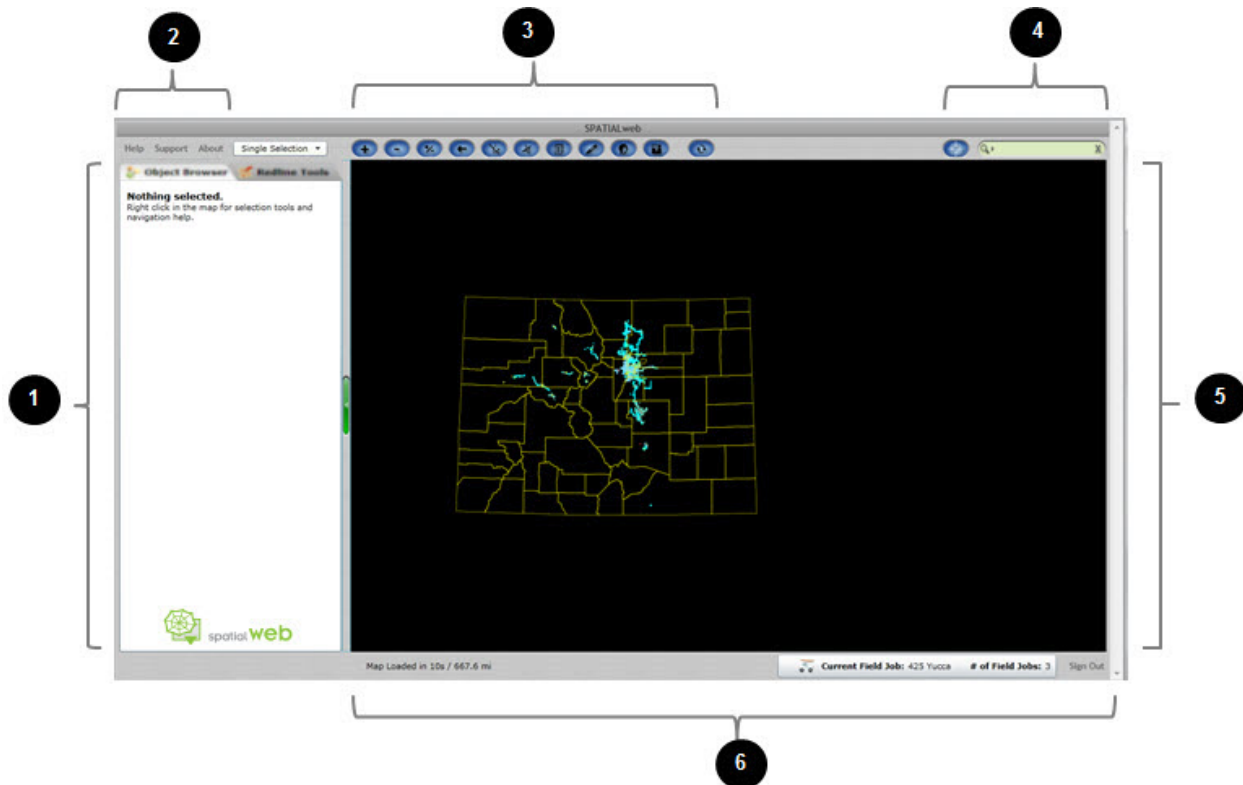 2
3
4
SPATIALweb
Help Support About Single Selection
X
Object Browser Redline Tools
Nothing selected.
Right click in the map for selection tools and
navigation help.
1
5
spatial web
Map Loaded in 10s / 667.6 mi
Current Field Job: 425 Yucca # of Field Jobs: 3 Sign Out
6